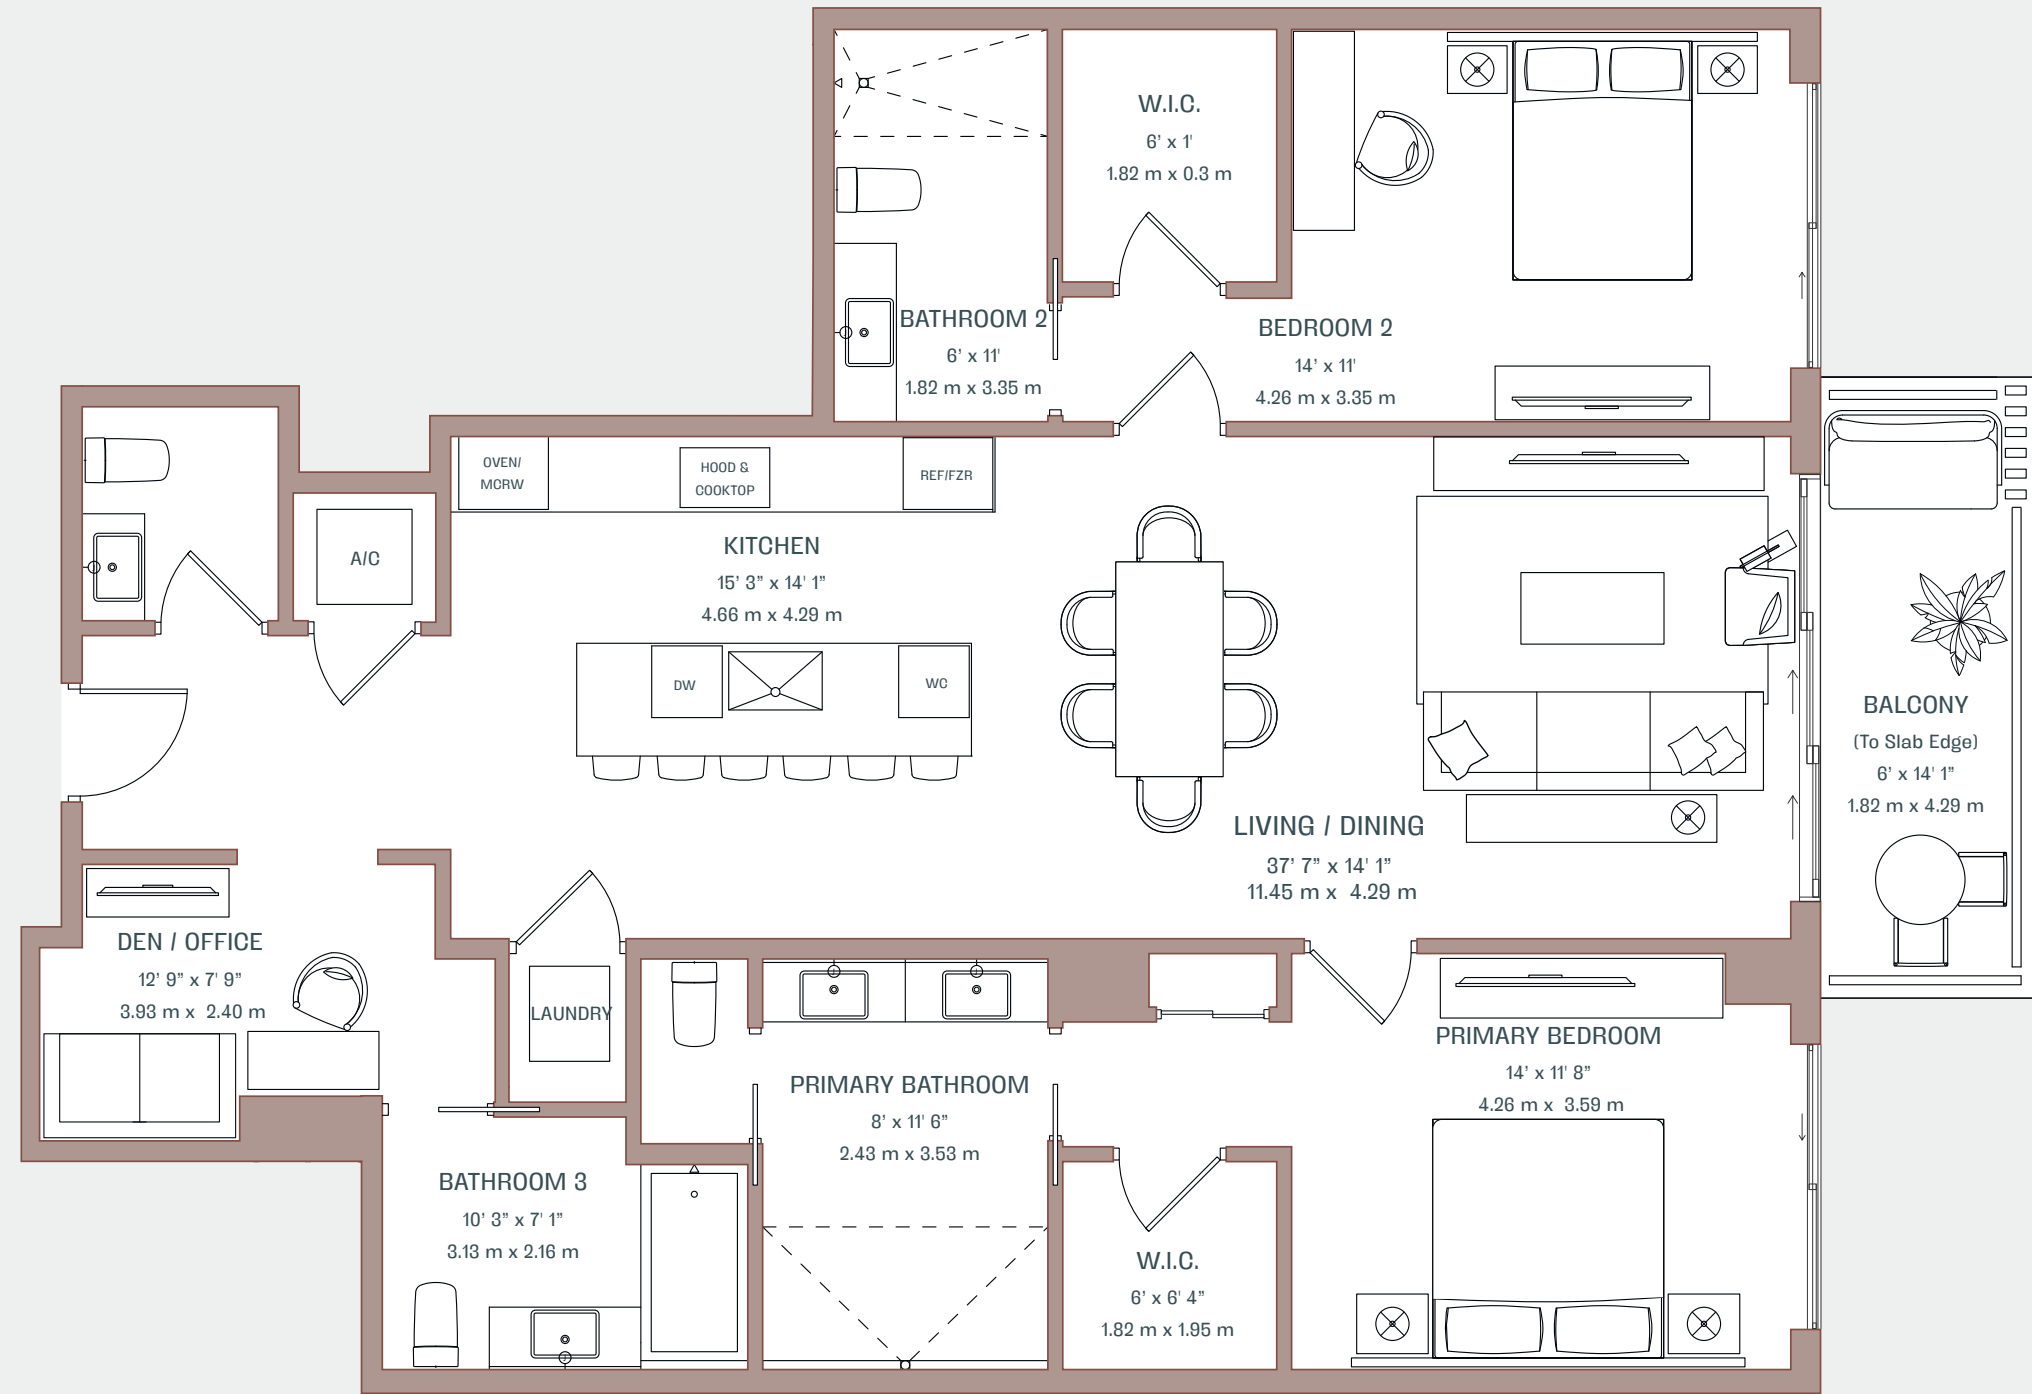 W.I.C.
6’ x 1'
1.82 m x 0.3 m
BATHROOM 2
6’ x 11'
1.82 m x 3.35 m
BEDROOM 2
14’ x 11'
4.26 m x 3.35 m
OVEN/
MCRW
HOOD &
COOKTOP
REF/FZR
A/C
KITCHEN
15’ 3” x 14' 1”
4.66 m x 4.29 m
DW
WC
BALCONY
(To Slab Edge)
6’ x 14' 1”
1.82 m x 4.29 m
LIVING / DINING
37’ 7” x 14' 1”
11.45 m x 4.29 m
DEN / OFFICE
12’ 9” x 7' 9”
3.93 m x 2.40 m
LAUNDRY
PRIMARY BATHROOM
8’ x 11' 6”
2.43 m x 3.53 m
PRIMARY BEDROOM
14’ x 11' 8”
4.26 m x 3.59 m
BATHROOM 3
10’ 3” x 7' 1”
3.13 m x 2.16 m
W.I.C.
6’ x 6' 4”
1.82 m x 1.95 m